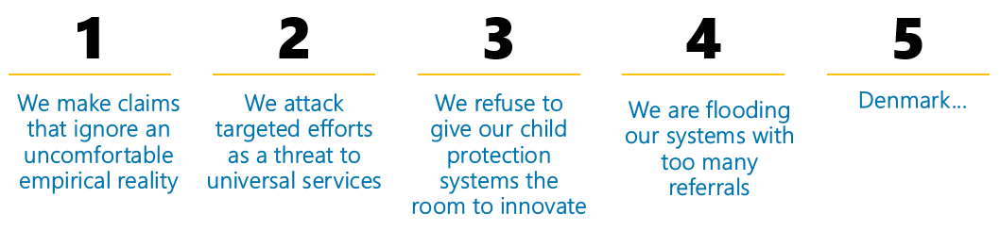 1
We make claims
that ignore an
uncomfortable
empirical reality
2
We attack
targeted efforts
as a threat to
universal services
3
We refuse to
give our child
protection
systems the
room to innovate
4
We are flooding
our systems with
too many
referrals
5
Denmark...